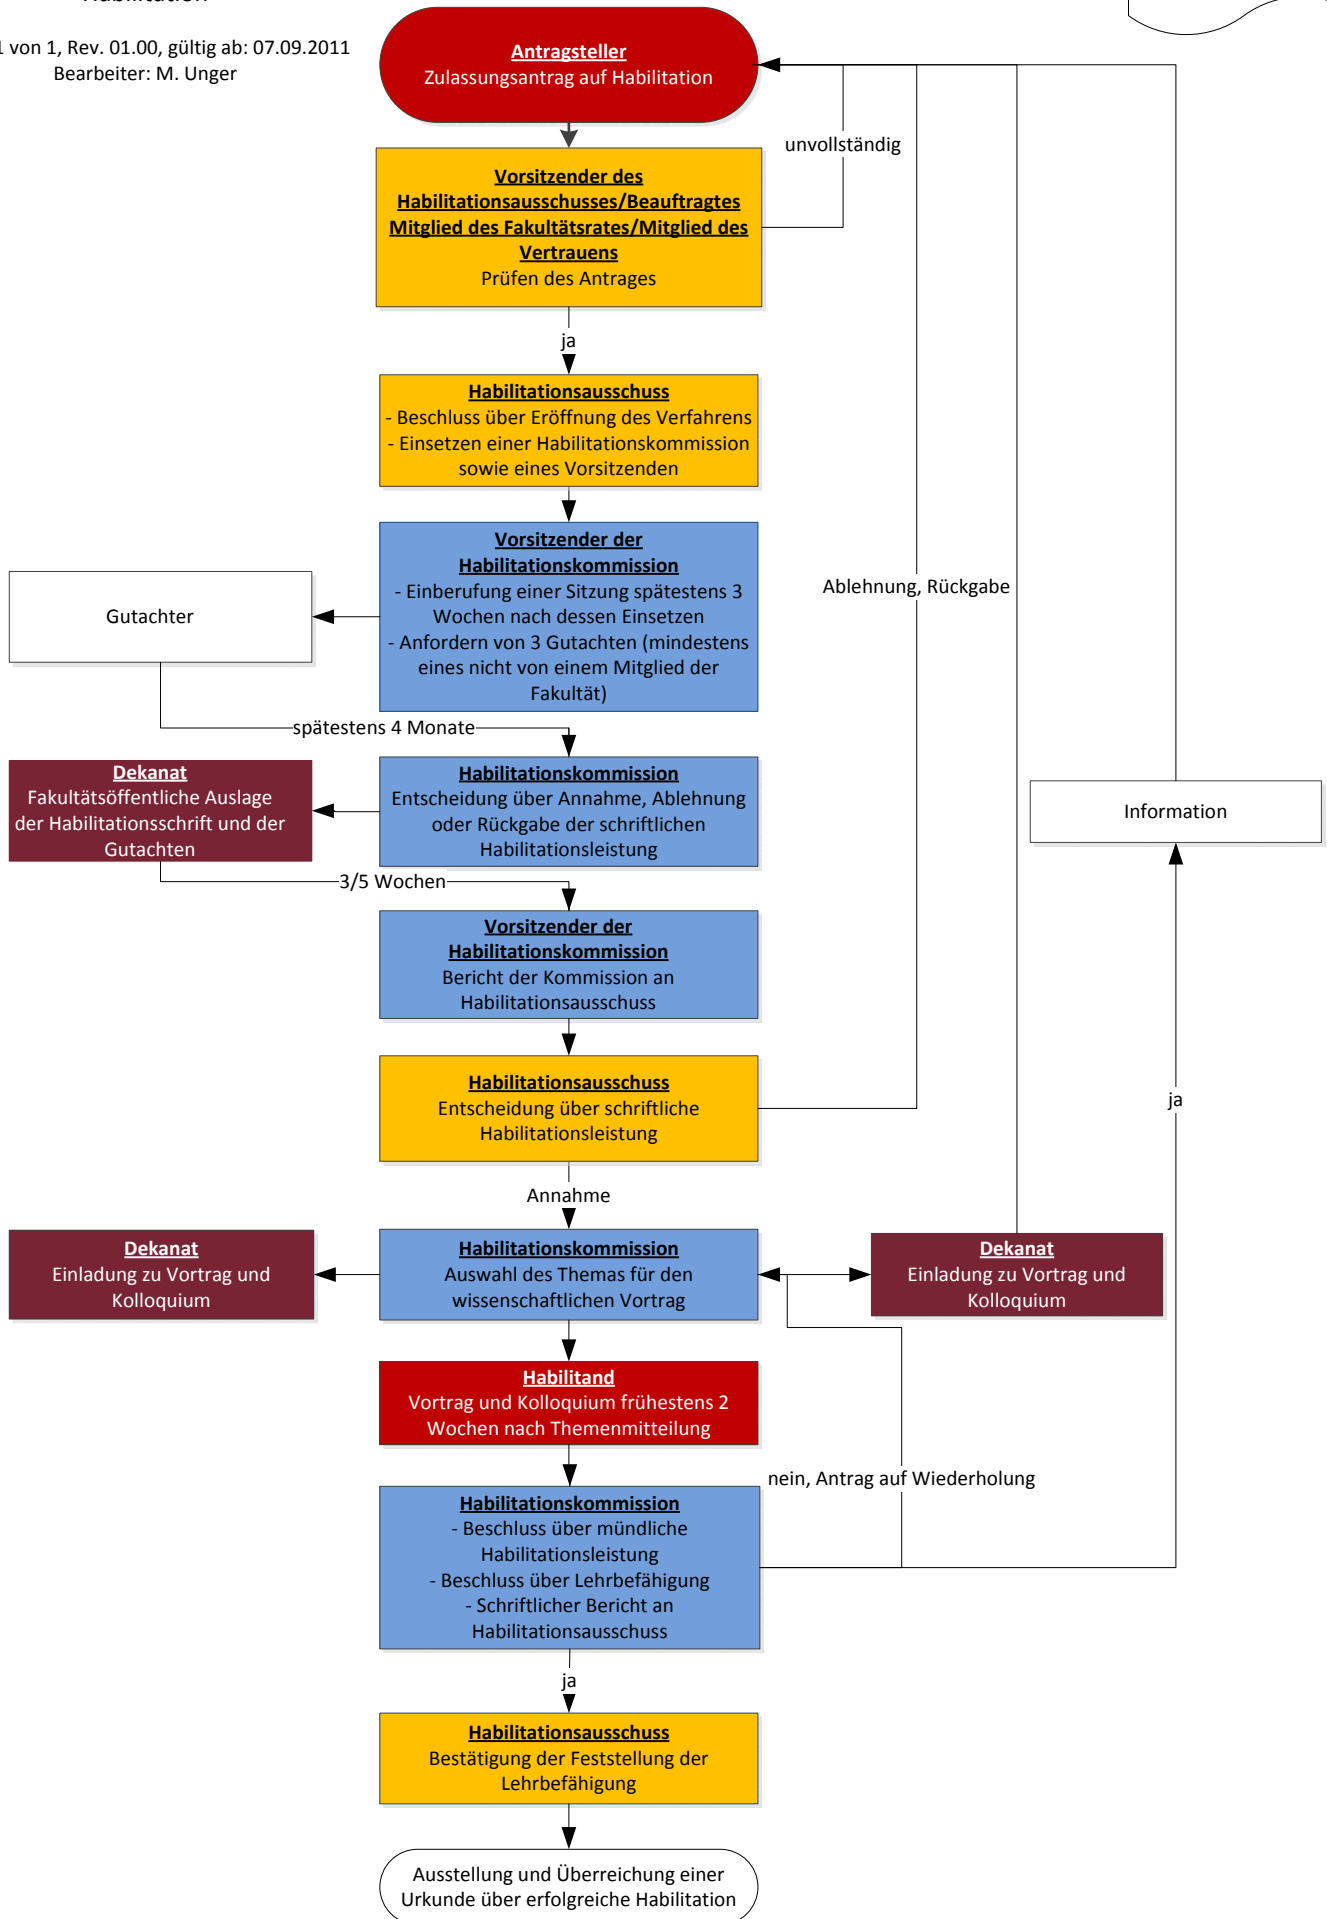 Habilitation
1 von 1, Rev. 01.00, gültig ab: 07.09.2011
Bearbeiter: M. Unger
Antragsteller
Zulassungsantrag auf Habilitation
unvollständig
Vorsitzender des
Habilitationsausschusses/Beauftragtes
Mitglied des Fakultätsrates/Mitglied des
Vertrauens
Prüfen des Antrages
ja
Habilitationsausschuss
- Beschluss über Eröffnung des Verfahrens
- Einsetzen einer Habilitationskommission
sowie eines Vorsitzenden
Vorsitzender der
Habilitationskommission
- Einberufung einer Sitzung spätestens 3
Wochen nach dessen Einsetzen
- Anfordern von 3 Gutachten (mindestens
eines nicht von einem Mitglied der
Fakultät)
Gutachter
Ablehnung, Rückgabe
spätestens 4 Monate
Dekanat
Fakultätsöffentliche Auslage
der Habilitationsschrift und der
Gutachten
Habilitationskommission
Entscheidung über Annahme, Ablehnung
oder Rückgabe der schriftlichen
Habilitationsleistung
Information
3/5 Wochen
Vorsitzender der
Habilitationskommission
Bericht der Kommission an
Habilitationsausschuss
Habilitationsausschuss
Entscheidung über schriftliche
Habilitationsleistung
ja
Annahme
Dekanat
Einladung zu Vortrag und
Kolloquium
Habilitationskommission
Auswahl des Themas für den
wissenschaftlichen Vortrag
Dekanat
Einladung zu Vortrag und
Kolloquium
Habilitand
Vortrag und Kolloquium frühestens 2
Wochen nach Themenmitteilung
nein, Antrag auf Wiederholung
Habilitationskommission
- Beschluss über mündliche
Habilitationsleistung
- Beschluss über Lehrbefähigung
- Schriftlicher Bericht an
Habilitationsausschuss
ja
Habilitationsausschuss
Bestätigung der Feststellung der
Lehrbefähigung
Ausstellung und Überreichung einer
Urkunde über erfolgreiche Habilitation